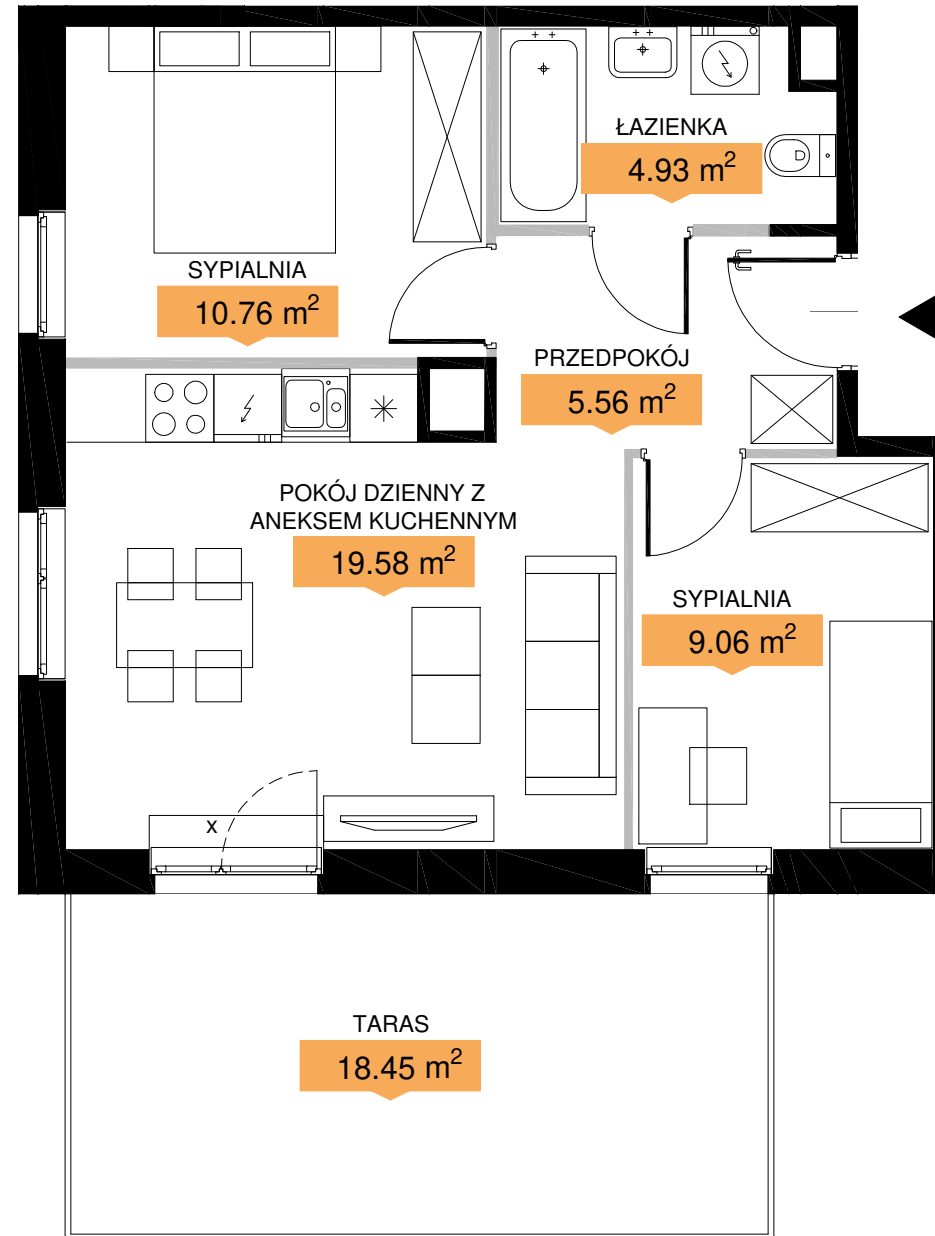 ŁAZIENKA
4.93 m²
SYPIALNIA
10.76 m²
PRZEDPOKÓJ
5.56 m²
POKÓJ DZIENNY Z
ANEKSEM KUCHENNYM
19.58 m²
SYPIALNIA
9.06 m²
x
TARAS
18.45 m²